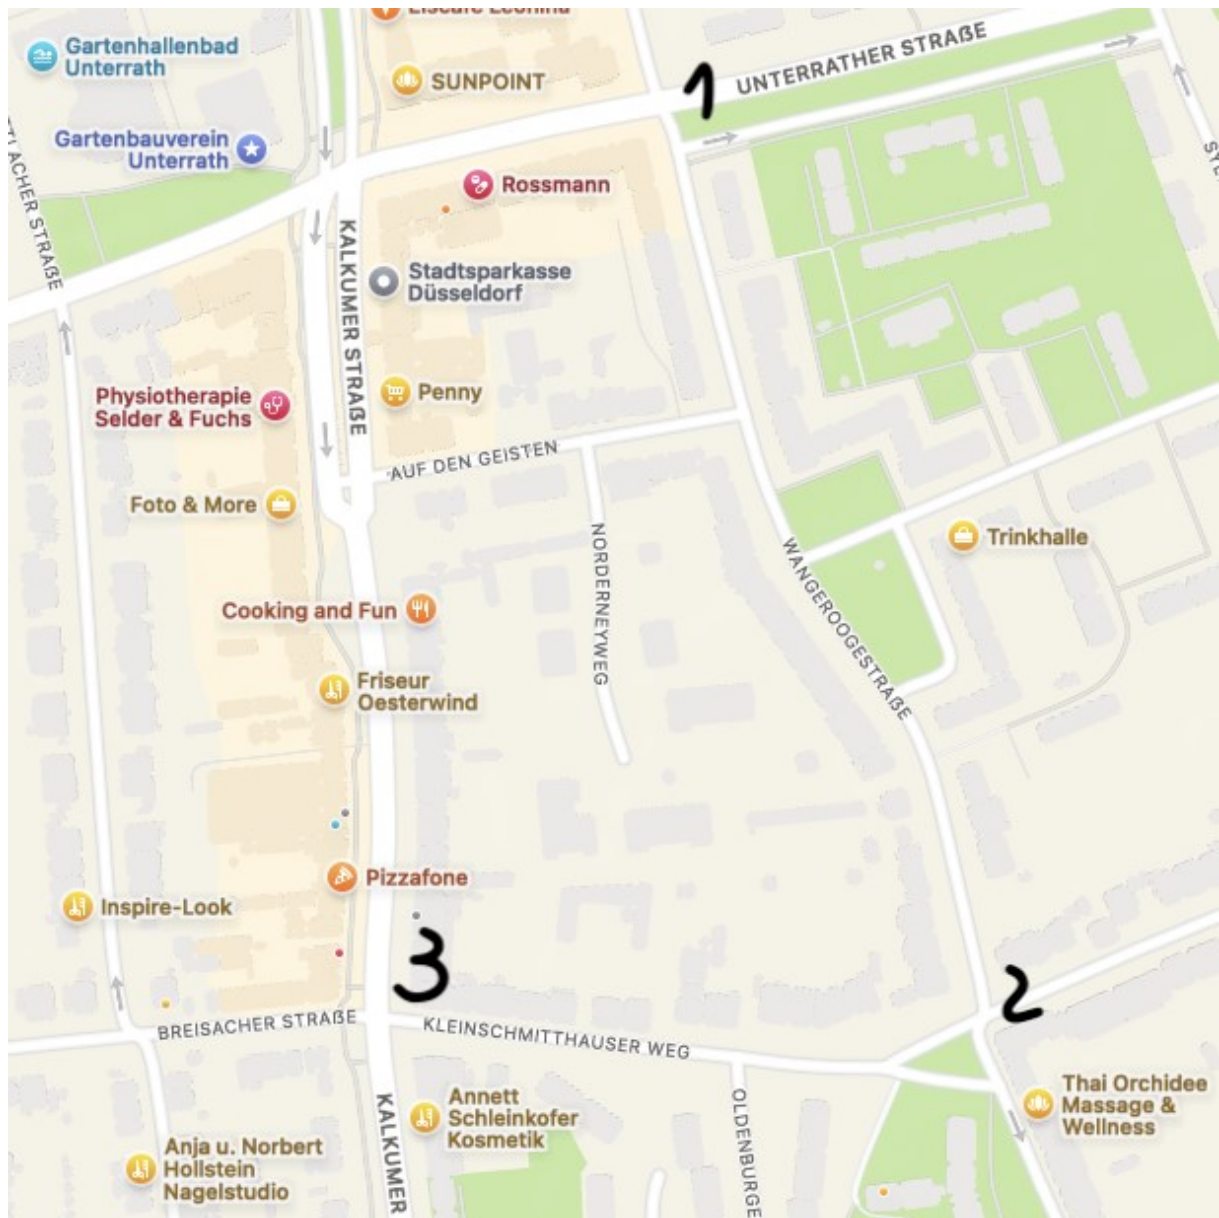 Gartenhallenbad
Unterrath
SUNPOINT
1
UNTERRATHER STRAẞE
Gartenbauverein
Unterrath
Rossmann
KALKUMER STRAẞE
Stadtsparkasse
Düsseldorf
Physiotherapie
Selder & Fuchs
Penny
AUF DEN GEISTEN
Foto & More
NORDERNEYWEG
WANGEROOGESTRAẞE
Trinkhalle
Cooking and Fun
Friseur
Oesterwind
Pizzafone
Inspire-Look
3
2
BREISACHER STRAẞE
KLEINSCHMITTHAUSER WEG
KALKUMER
Annett
Schleinkofer
Kosmetik
OLDENBURGE
Thai Orchidee
Massage &
Wellness
Anja u. Norbert
Hollstein
Nagelstudio